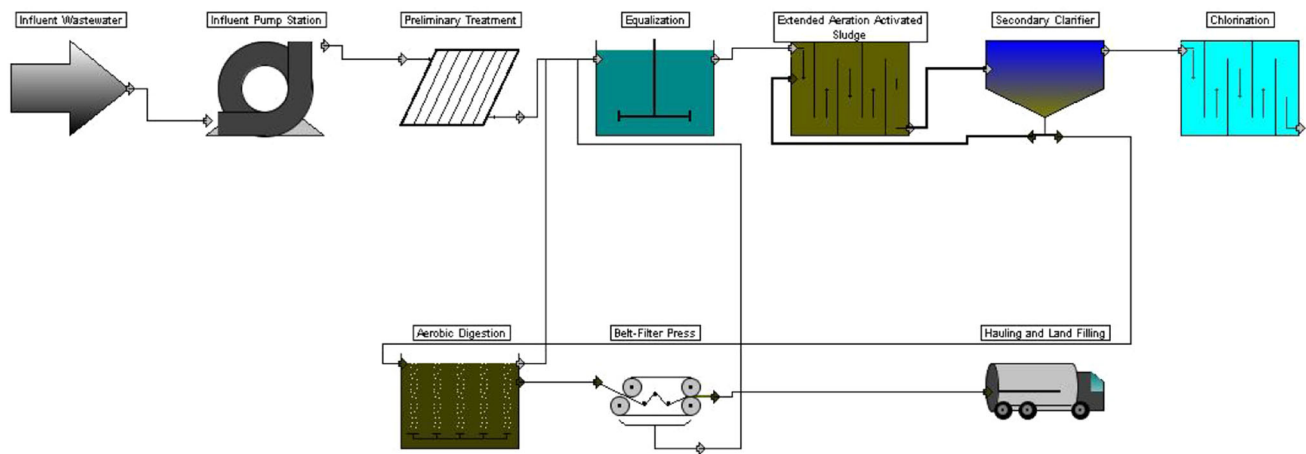 Influent Wastewater
Influent Pump Station
Preliminary Treatment
Equalization
Extended Aeration Activated
Sludge
Secondary Clarifier
Chlorination
Aerobic Digestion
Belt-Filter Press
Hauling and Land Filling